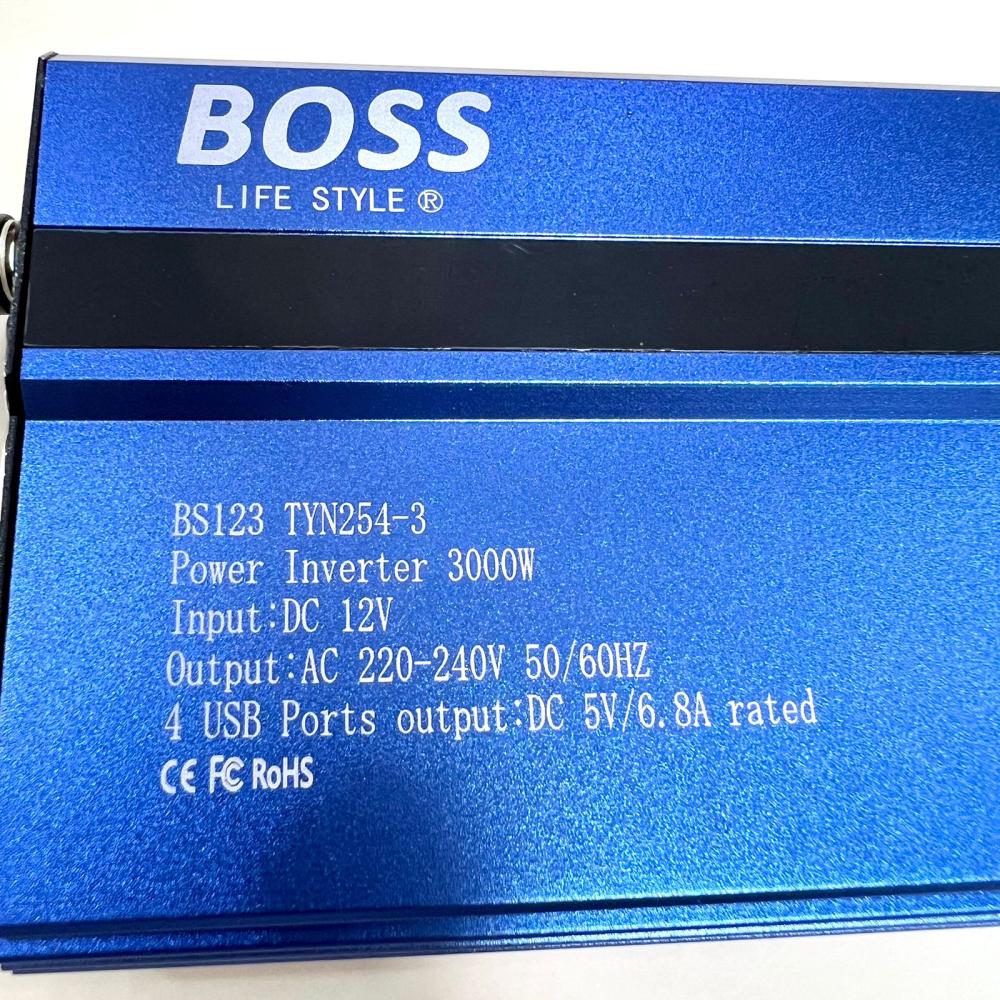 BOSS
LIFE STYLE ®
BS123 TYN254-3
Power Inverter 3000W
Input:DC 12V
Output:AC 220-240V 50/60HZ
4 USB Ports output:DC 5V/6.8A rated
CE FC RoHS